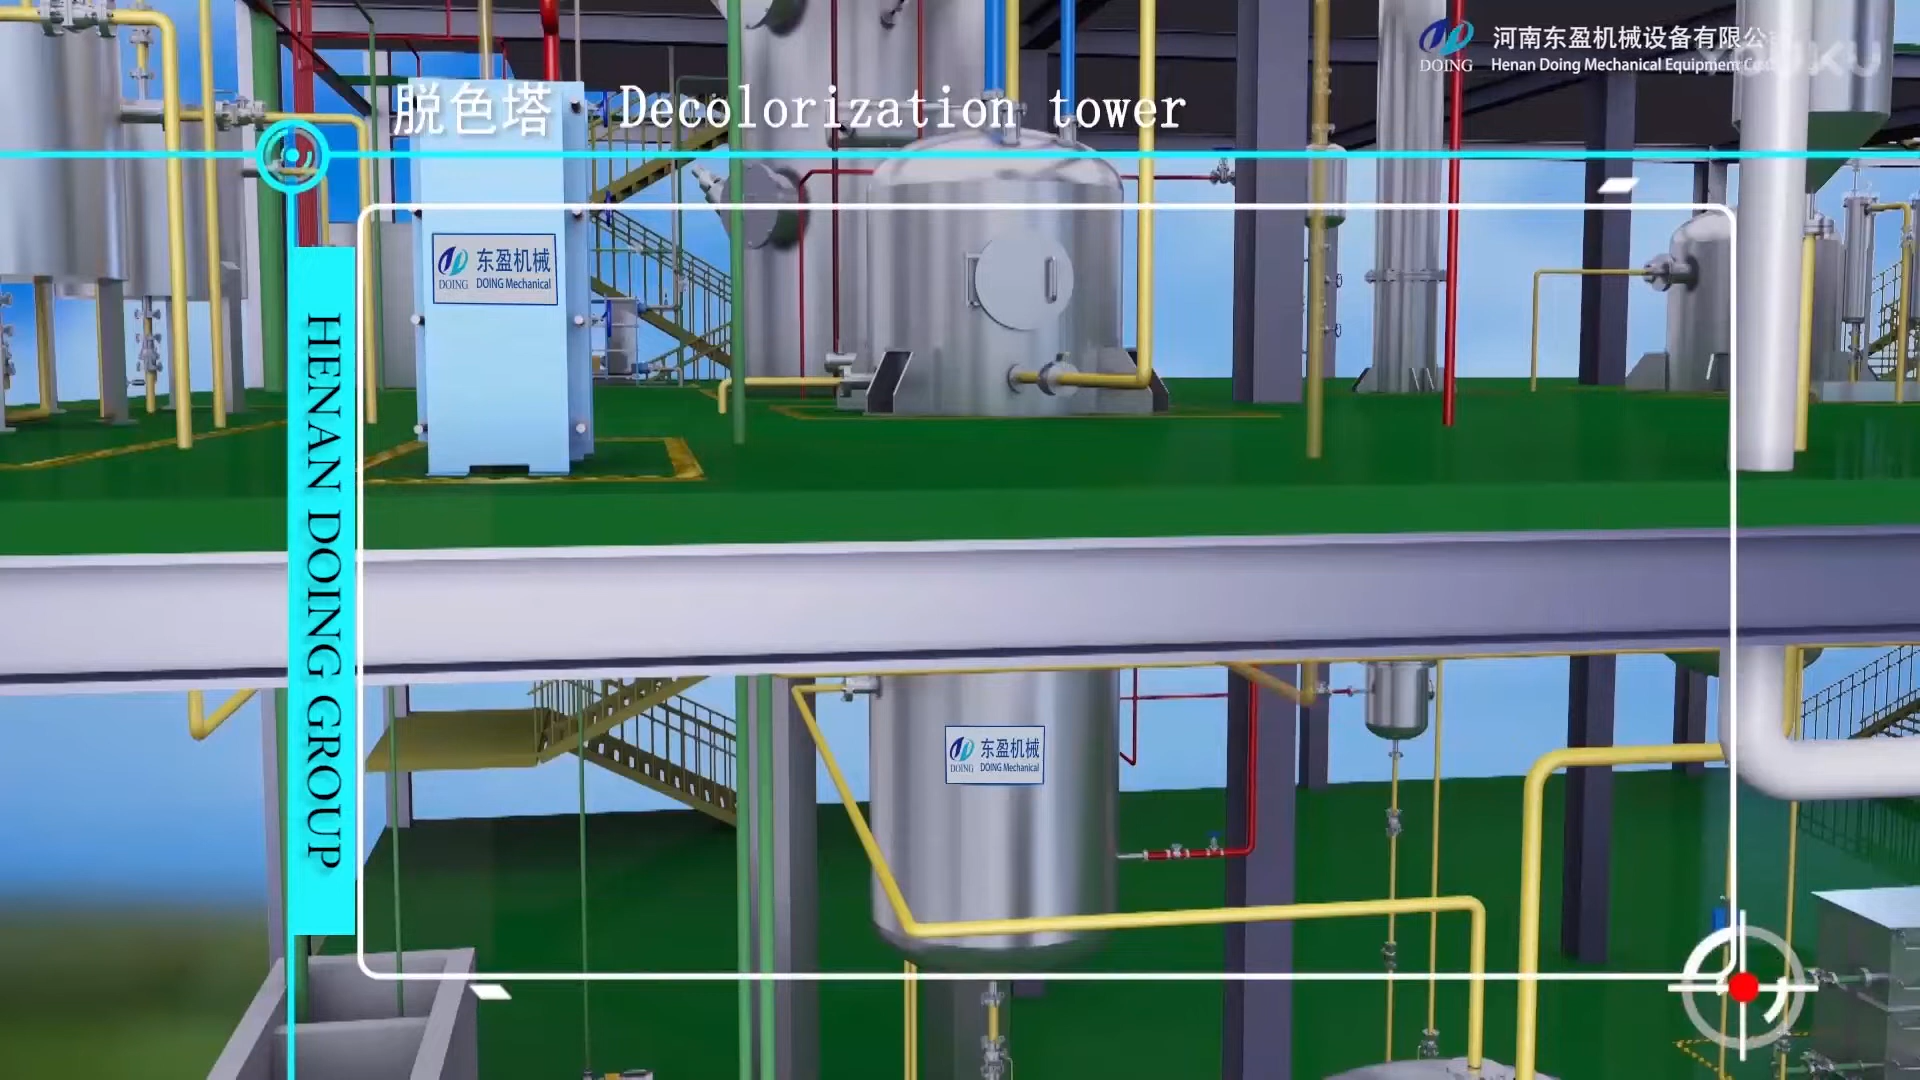 河南东盈机械设备有限公
DOING
Henan Doing Mechanical Equipment
脱色塔 Decolorization tower
东盈机械
DOING DOING Mechanical
HENAN DOING GROUP
东盈机械
DOING DOING Mechanical